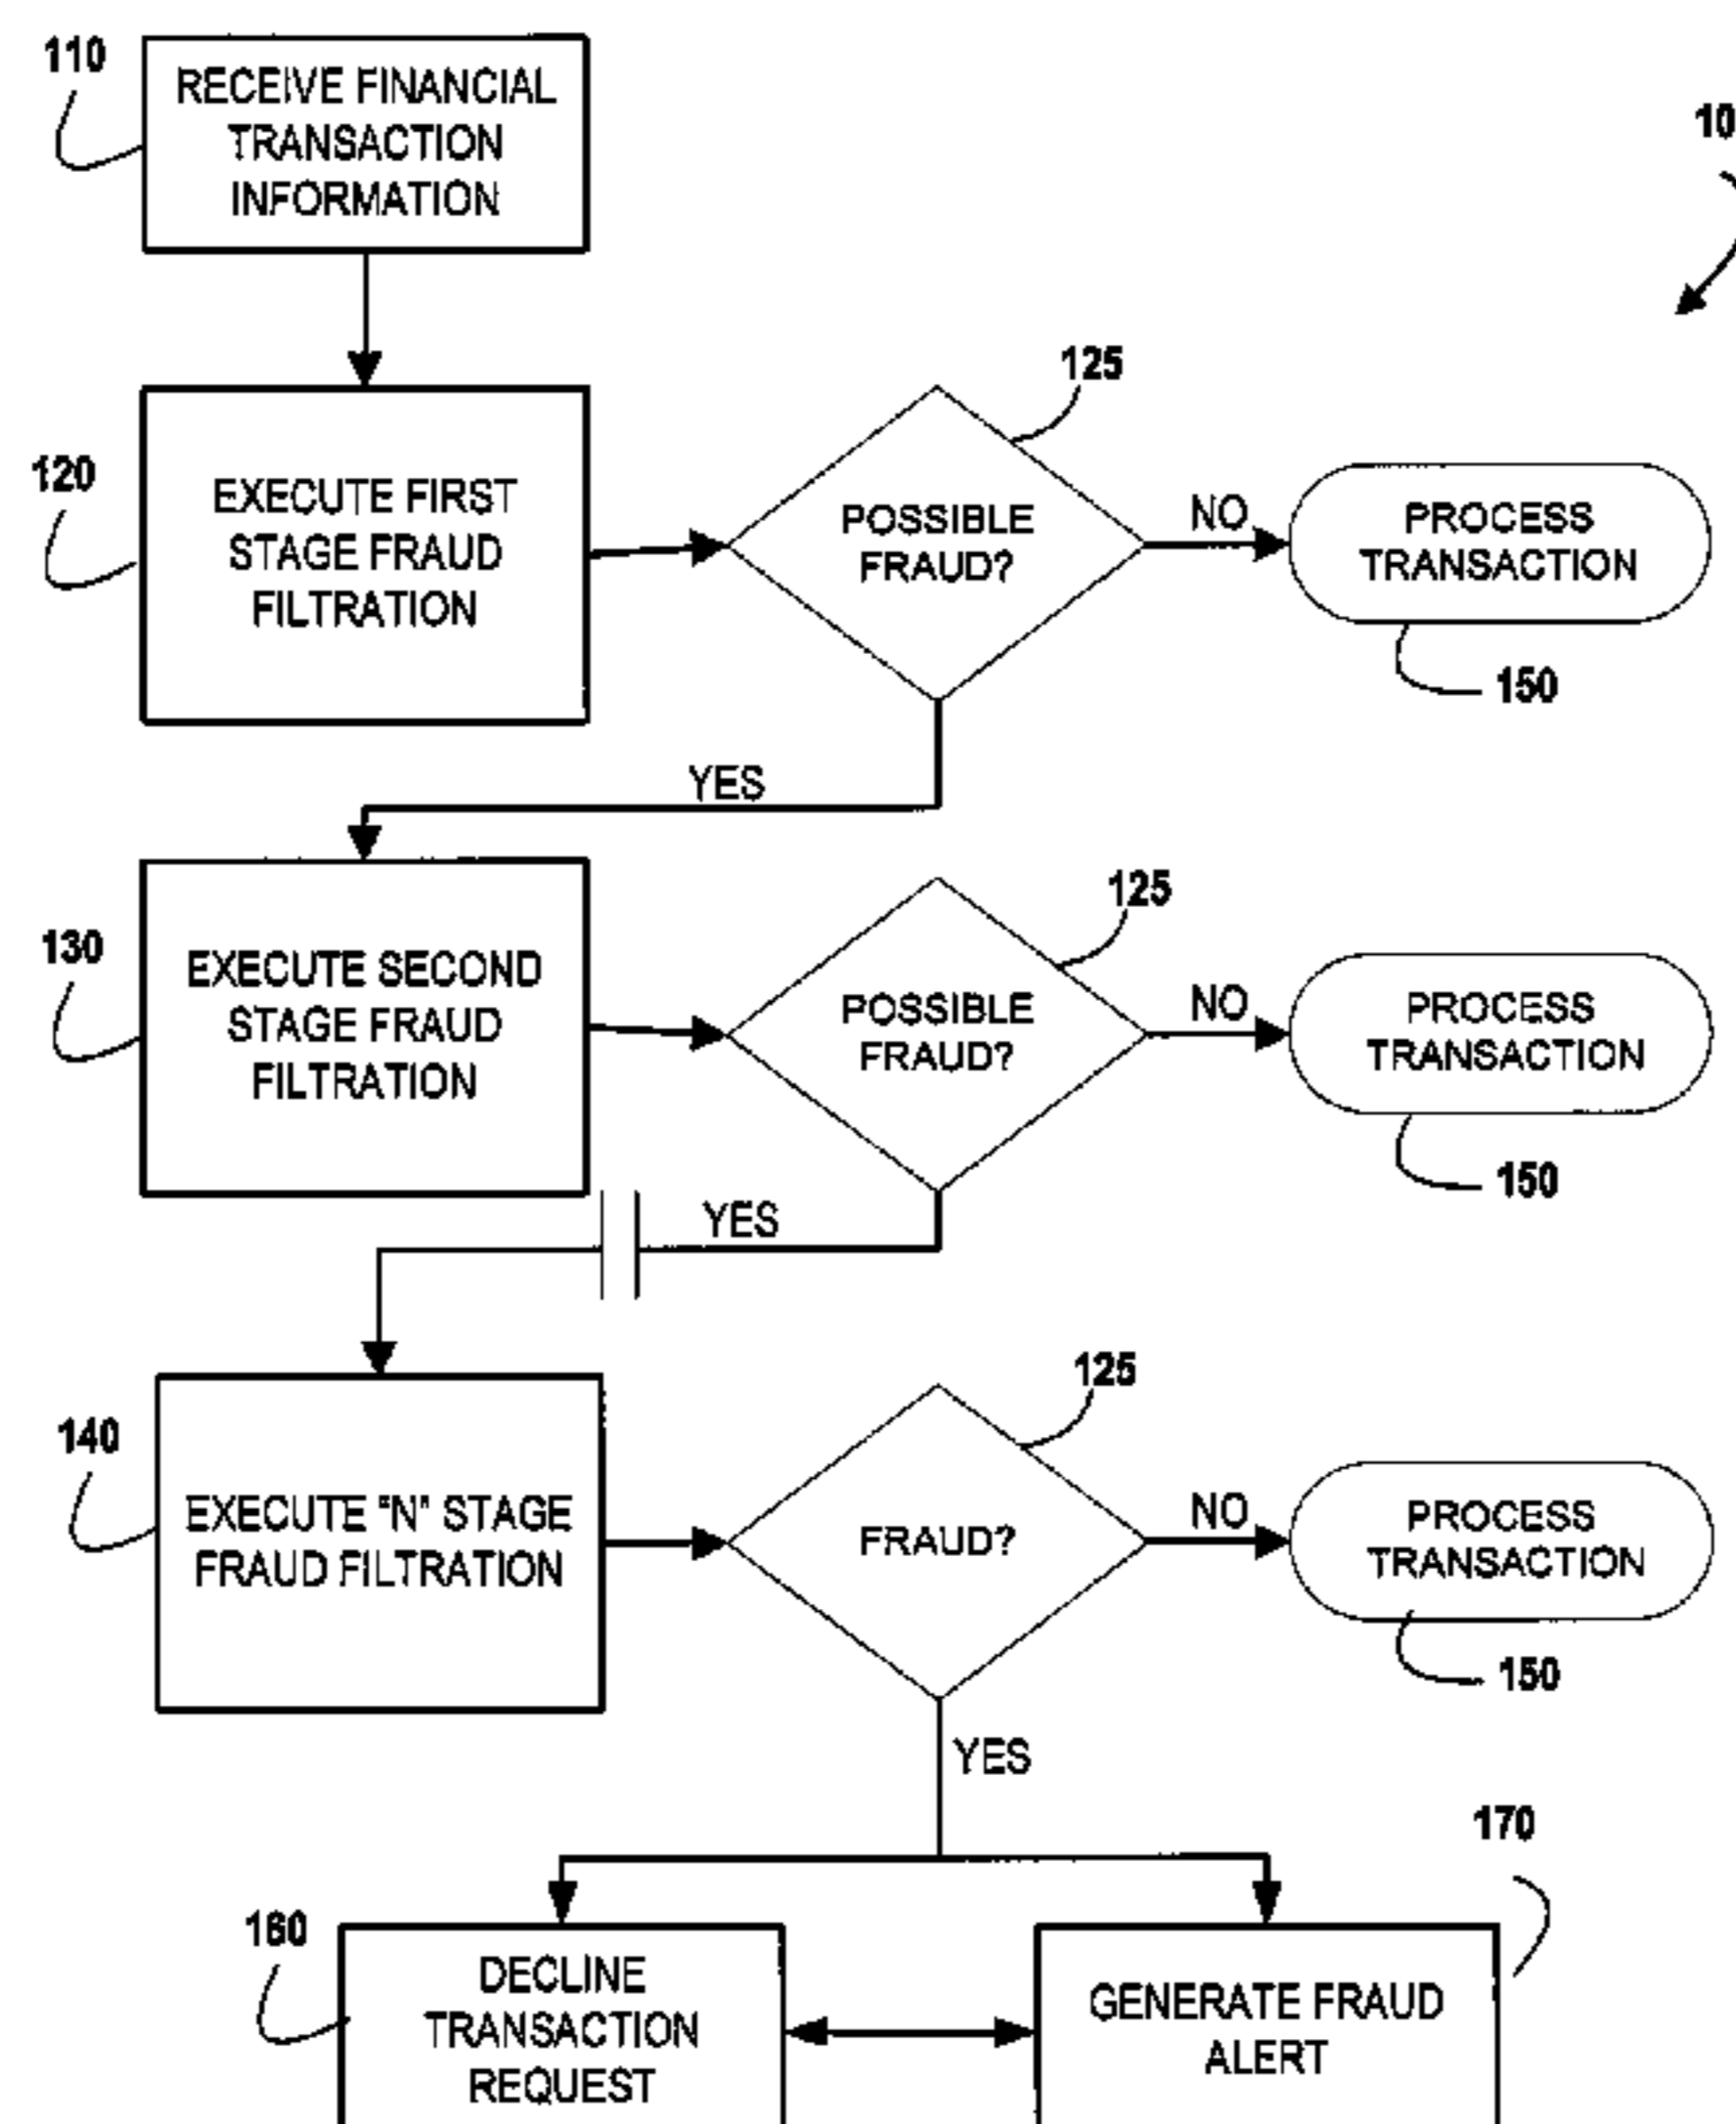 110
RECEIVE FINANCIAL
TRANSACTION
INFORMATION
10
125
120
EXECUTE FIRST
STAGE FRAUD
FILTRATION
POSSIBLE
FRAUD?
NO
PROCESS
TRANSACTION
150
YES
125
130
EXECUTE SECOND
STAGE FRAUD
FILTRATION
POSSIBLE
FRAUD?
NO
PROCESS
TRANSACTION
150
YES
125
140
EXECUTE "N" STAGE
FRAUD FILTRATION
FRAUD?
NO
PROCESS
TRANSACTION
150
YES
170
160
DECLINE
TRANSACTION
REQUEST
GENERATE FRAUD
ALERT